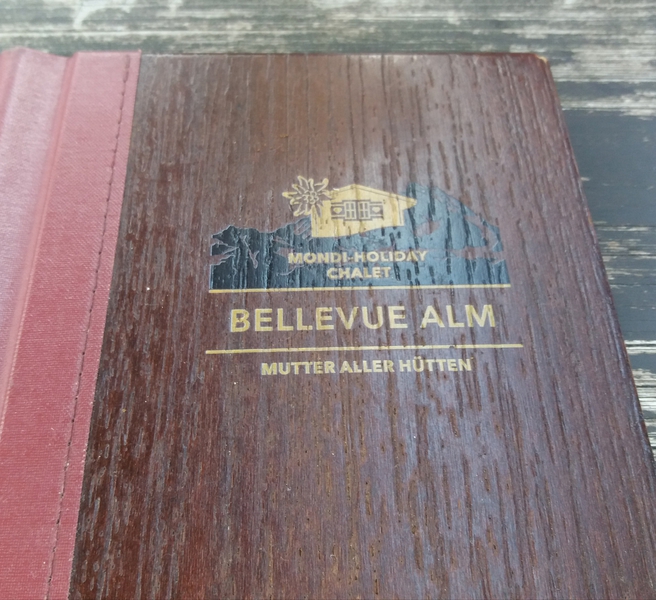 MONDI-HOLIDAY
CHALET
BELLEVUE ALM
MUTTER ALLER HÜTTEN